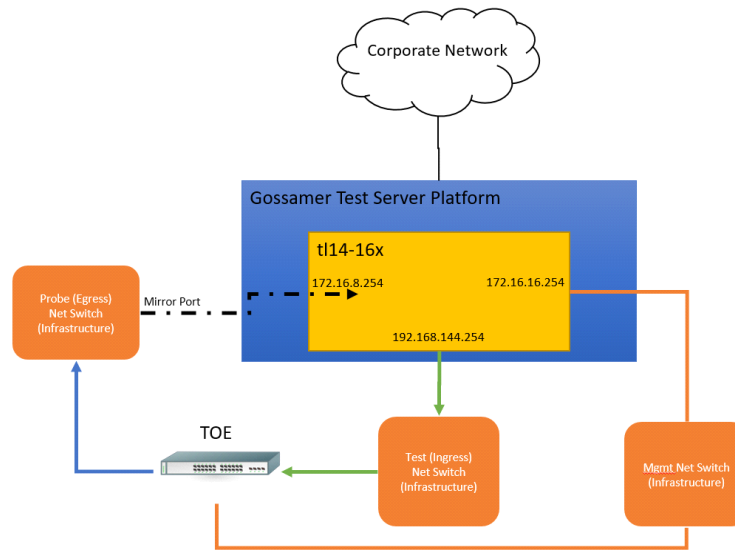 Corporate Network
Gossamer Test Server Platform
tl14-16x
172.16.8.254
172.16.16.254
192.168.144.254
Probe (Egress)
Net Switch
(Infrastructure)
Mirror Port
TOE
Test (Ingress)
Net Switch
(Infrastructure)
Mgmt Net Switch
(Infrastructure)